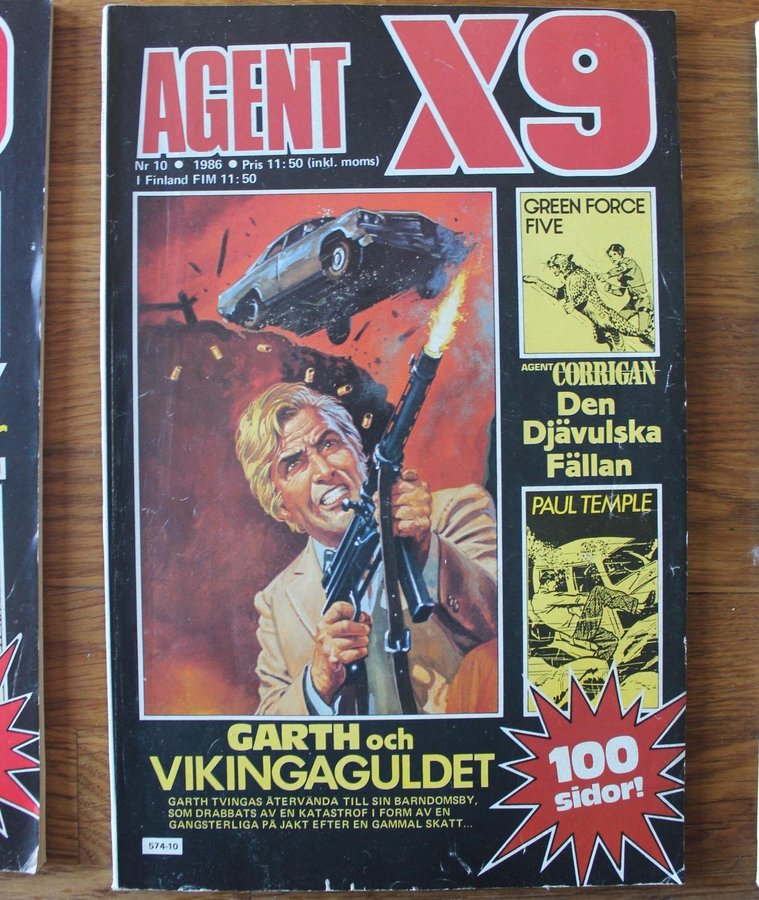 AGENT X9
Nr 10 • 1986 • Pris 11:50 (inkl. moms)
I Finland FIM 11:50
GREEN FORCE
FIVE
AGENT CORRIGAN
Den
Djävulska
Fällan
PAUL TEMPLE
GARTH och
VIKINGAGULDET
GARTH TVINGAS ÅTERVÄNDA TILL SIN BARNDOMSBY,
SOM DRABBATS AV EN KATASTROF I FORM AV EN
GANGSTERLIGA PÅ JAKT EFTER EN GAMMAL SKATT...
574-10
100
sidor!